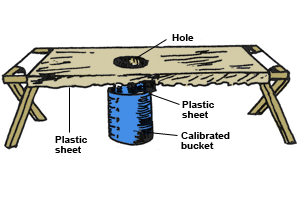 Hole
Plastic
sheet
Plastic
sheet
Calibrated
bucket